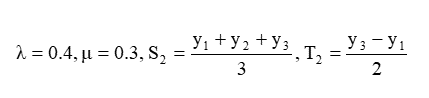 λ = 0.4, μ = 0.3, S₂ = (y₁ + y₂ + y₃)/3, T₂ = (y₃ − y₁)/2